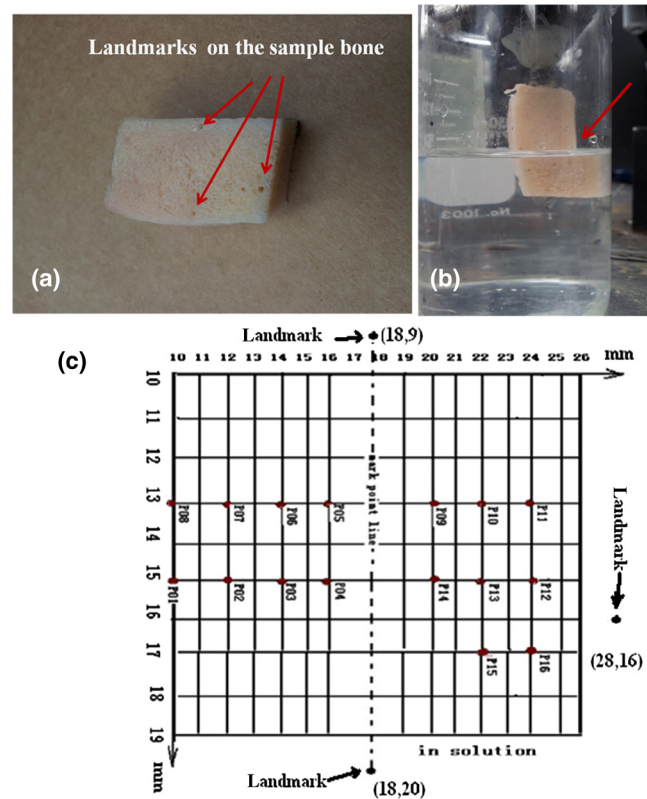 Landmarks on the sample bone
(a)
No. 1003
(b)
Landmark
(18,9)
(c)
10 11 12 13 14 15 16 17 18 19 20 21 22 23 24 25 26 mm
10
11
12
13
14
15
16
17
18
19
mm
mark point line
P08 P07 P06 P05 P09 P10 P11
P01 P02 P03 P04 P14 P13 P12
P15 P16
Landmark
(28,16)
in solution
Landmark
(18,20)